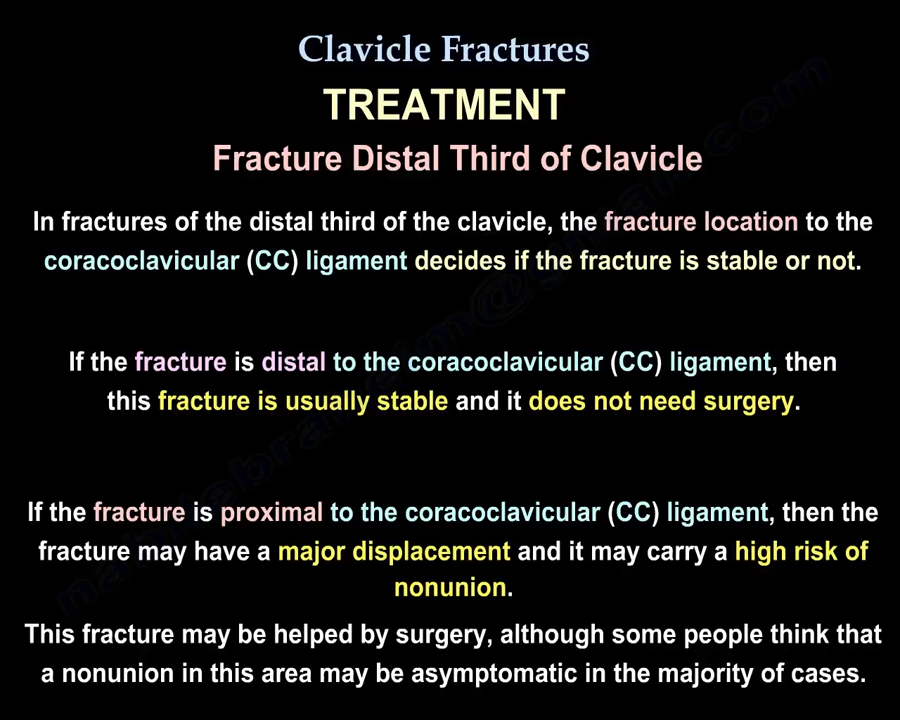 Clavicle Fractures
TREATMENT
Fracture Distal Third of Clavicle
In fractures of the distal third of the clavicle, the fracture location to the
coracoclavicular (CC) ligament decides if the fracture is stable or not.
If the fracture is distal to the coracoclavicular (CC) ligament, then
this fracture is usually stable and it does not need surgery.
If the fracture is proximal to the coracoclavicular (CC) ligament, then the
fracture may have a major displacement and it may carry a high risk of
nonunion.
This fracture may be helped by surgery, although some people think that
a nonunion in this area may be asymptomatic in the majority of cases.